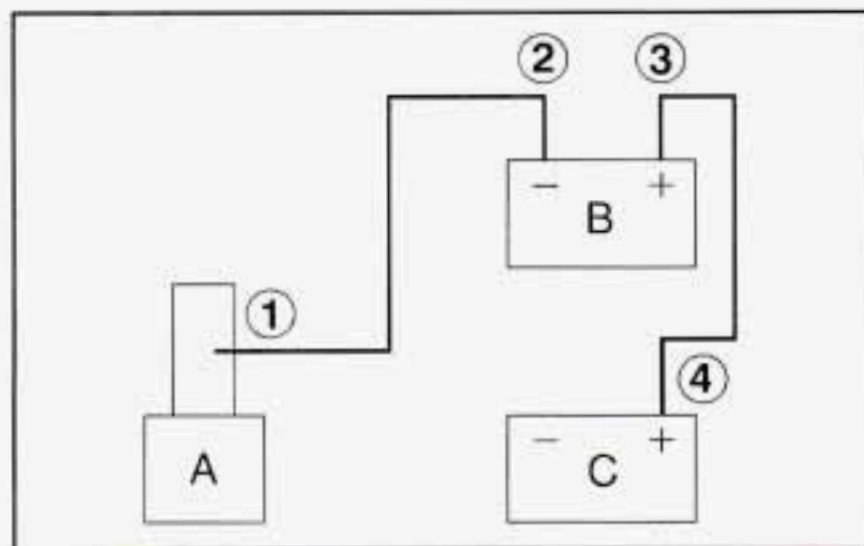 ② ③
− +
B
①
④
− +
A C